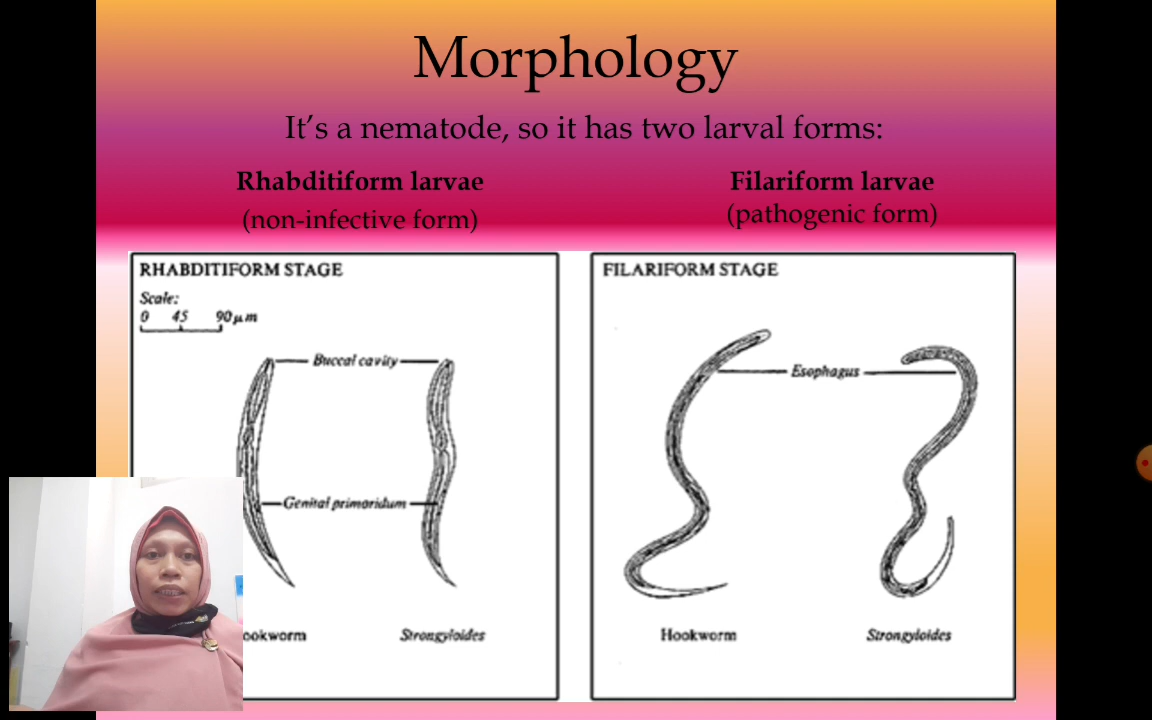 Morphology
It's a nematode, so it has two larval forms:
Rhabditiform larvae
(non-infective form)
Filariform larvae
(pathogenic form)
RHABDITIFORM STAGE
Scale:
0 45 90 µm
Buccal cavity
Genital primoridum
ookworm Strongyloides
FILARIFORM STAGE
Esophagus
Hookworm Strongyloides